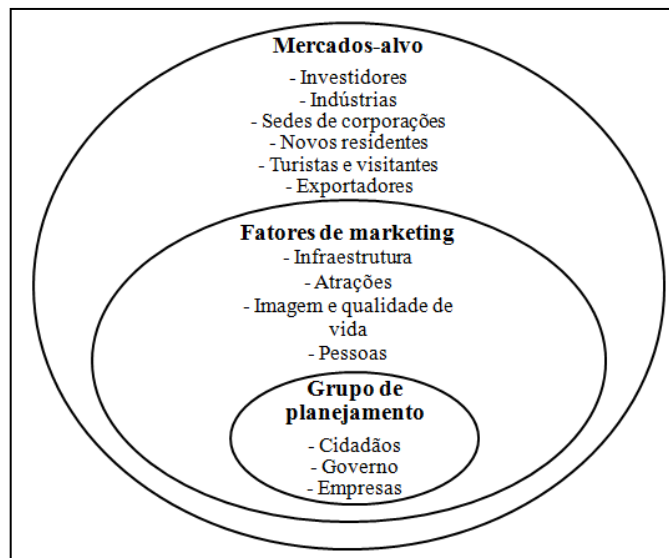 Mercados-alvo
- Investidores
- Indústrias
- Sedes de corporações
- Novos residentes
- Turistas e visitantes
- Exportadores
Fatores de marketing
- Infraestrutura
- Atrações
- Imagem e qualidade de
vida
- Pessoas
Grupo de
planejamento
- Cidadãos
- Governo
- Empresas